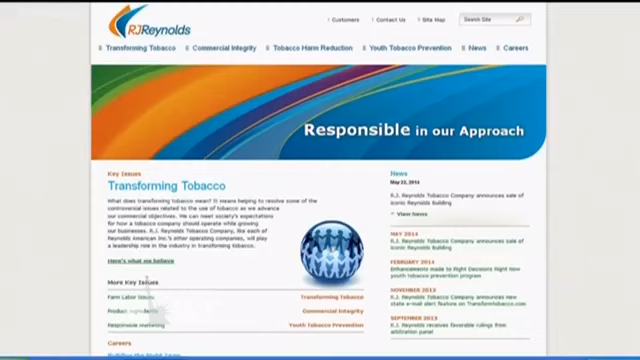 RJReynolds
Customers
Contact Us
Site Map
Search Site
Transforming Tobacco
Commercial Integrity
Tobacco Harm Reduction
Youth Tobacco Prevention
News
Careers
Responsible in our Approach
Key Issues
Transforming Tobacco
What does transforming tobacco mean? It means helping to resolve some of the
controversial issues related to the use of tobacco as we advance
our commercial objectives. We can meet society's expectations
for how a tobacco company should operate while growing
our businesses. R.J. Reynolds Tobacco Company, like each of
Reynolds American Inc.'s other operating companies, will play
a leadership role in the industry in transforming tobacco.
Here's what we believe
More Key Issues
Farm Labor Issues
Transforming Tobacco
Product Ingredients
Commercial Integrity
Responsible Marketing
Youth Tobacco Prevention
Careers
Building the Right Team
News
May 22, 2014
R.J. Reynolds Tobacco Company announces sale of
iconic Reynolds Building
View News
MAY 2014
R.J. Reynolds Tobacco Company announces sale of
iconic Reynolds Building
FEBRUARY 2014
Enhancements made to Right Decisions Right Now
youth tobacco prevention program
NOVEMBER 2013
R.J. Reynolds Tobacco Company announces new
state e-mail alert feature on TransformTobacco.com
SEPTEMBER 2013
R.J. Reynolds receives favorable rulings from
arbitration panel